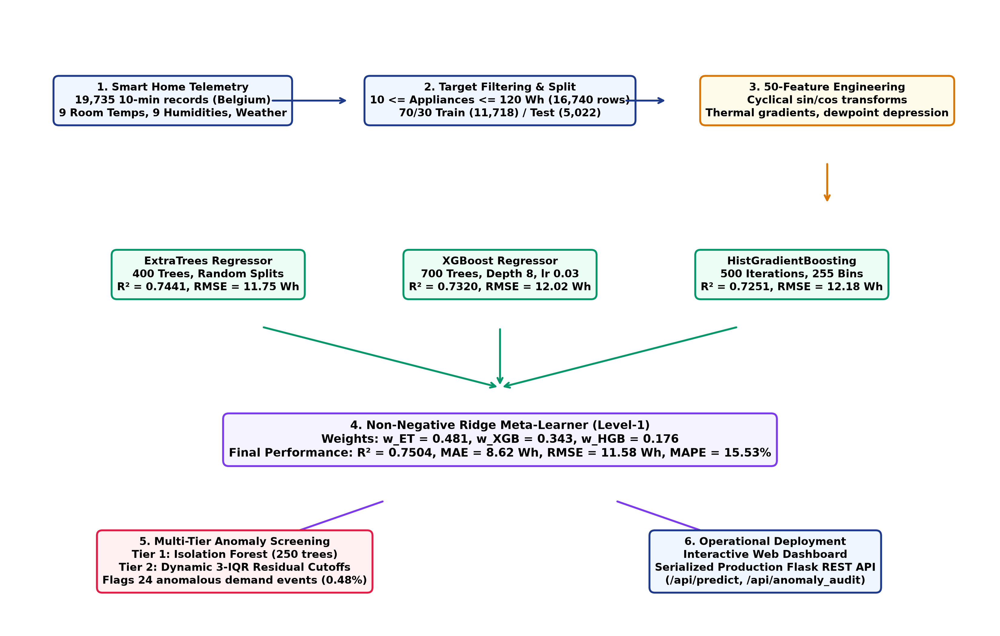 1. Smart Home Telemetry
19,735 10-min records (Belgium)
9 Room Temps, 9 Humidities, Weather
2. Target Filtering & Split
10 <= Appliances <= 120 Wh (16,740 rows)
70/30 Train (11,718) / Test (5,022)
3. 50-Feature Engineering
Cyclical sin/cos transforms
Thermal gradients, dewpoint depression
ExtraTrees Regressor
400 Trees, Random Splits
R² = 0.7441, RMSE = 11.75 Wh
XGBoost Regressor
700 Trees, Depth 8, lr 0.03
R² = 0.7320, RMSE = 12.02 Wh
HistGradientBoosting
500 Iterations, 255 Bins
R² = 0.7251, RMSE = 12.18 Wh
4. Non-Negative Ridge Meta-Learner (Level-1)
Weights: w_ET = 0.481, w_XGB = 0.343, w_HGB = 0.176
Final Performance: R² = 0.7504, MAE = 8.62 Wh, RMSE = 11.58 Wh, MAPE = 15.53%
5. Multi-Tier Anomaly Screening
Tier 1: Isolation Forest (250 trees)
Tier 2: Dynamic 3-IQR Residual Cutoffs
Flags 24 anomalous demand events (0.48%)
6. Operational Deployment
Interactive Web Dashboard
Serialized Production Flask REST API
(/api/predict, /api/anomaly_audit)